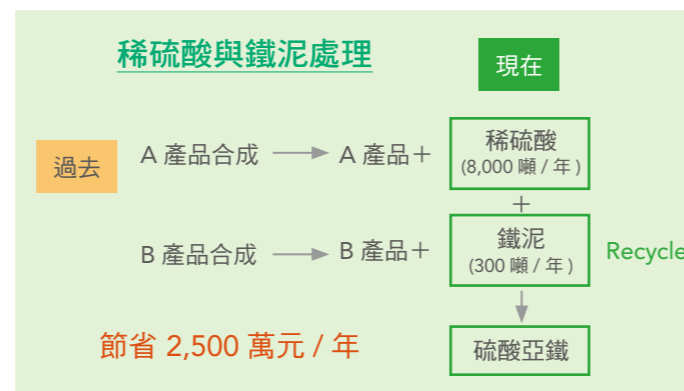 稀硫酸與鐵泥處理
現在
過去
A 產品合成 → A 產品＋
稀硫酸
(8,000 噸 / 年)
＋
B 產品合成 → B 產品＋
鐵泥
(300 噸 / 年)
Recycle
↓
硫酸亞鐵
節省 2,500 萬元 / 年